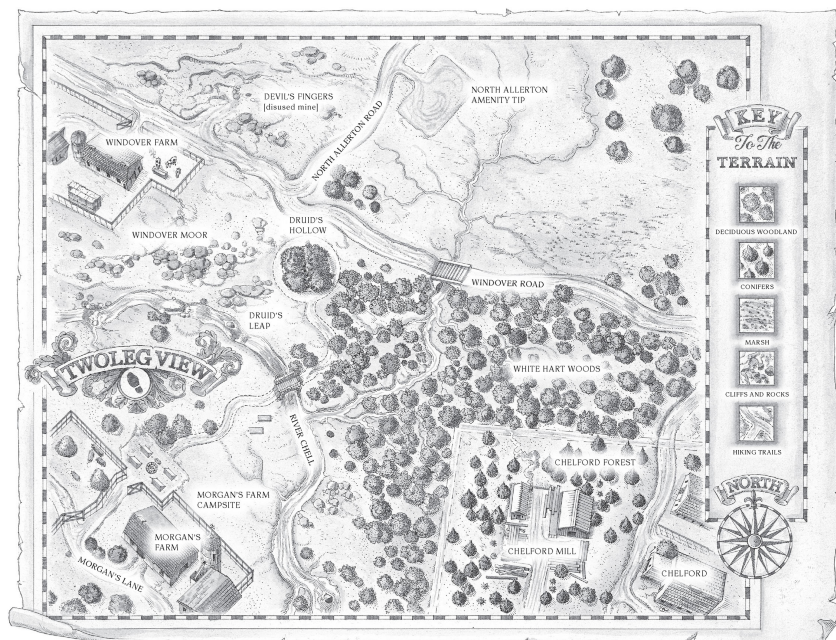 DEVIL'S FINGERS
[disused mine]
NORTH ALLERTON
AMENITY TIP
NORTH ALLERTON ROAD
WINDOVER FARM
DRUID'S
HOLLOW
WINDOVER MOOR
WINDOVER ROAD
DRUID'S
LEAP
TWOLEG VIEW
WHITE HART WOODS
RIVER CHELL
CHELFORD FOREST
MORGAN'S FARM
CAMPSITE
MORGAN'S
FARM
CHELFORD MILL
MORGAN'S LANE
CHELFORD
KEY
To The
TERRAIN
DECIDUOUS WOODLAND
CONIFERS
MARSH
CLIFFS AND ROCKS
HIKING TRAILS
NORTH